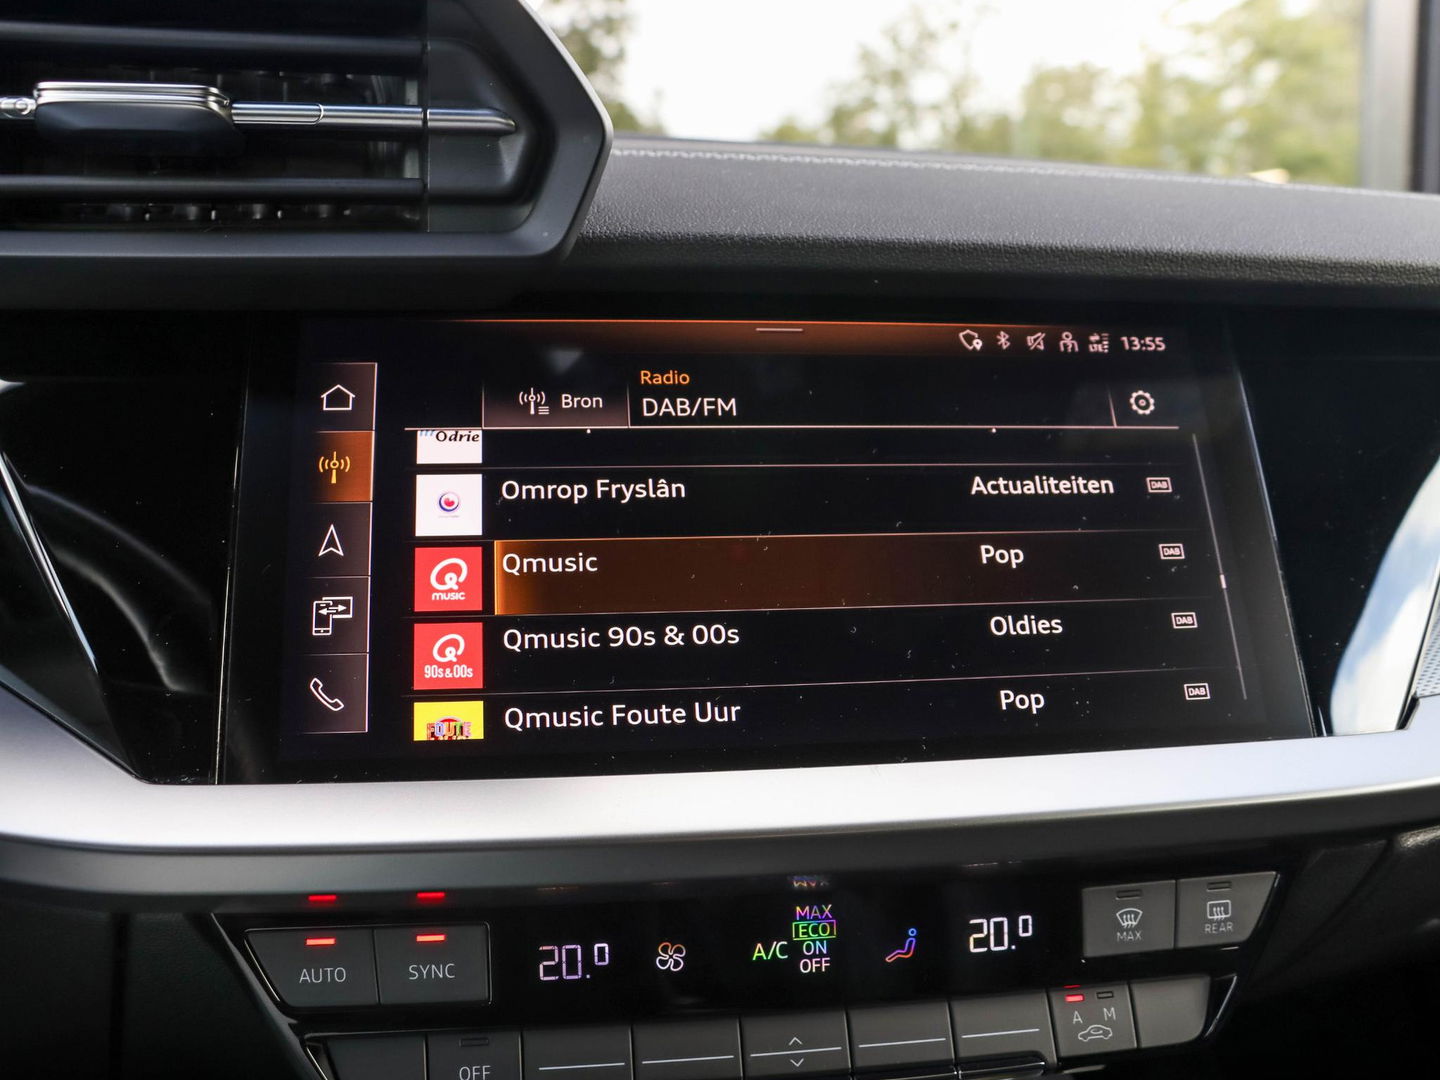 LTE 13:55
Radio
Bron
DAB/FM
Odrie
Omrop Fryslân Actualiteiten DAB
Qmusic Pop DAB
Q
MUSIC
Qmusic 90s & 00s Oldies DAB
Q
90s&00s
Qmusic Foute Uur Pop DAB
FOUTE
AUTO SYNC
20.0 A/C MAX
ECO
ON
OFF
20.0
MAX REAR
A M
OFF